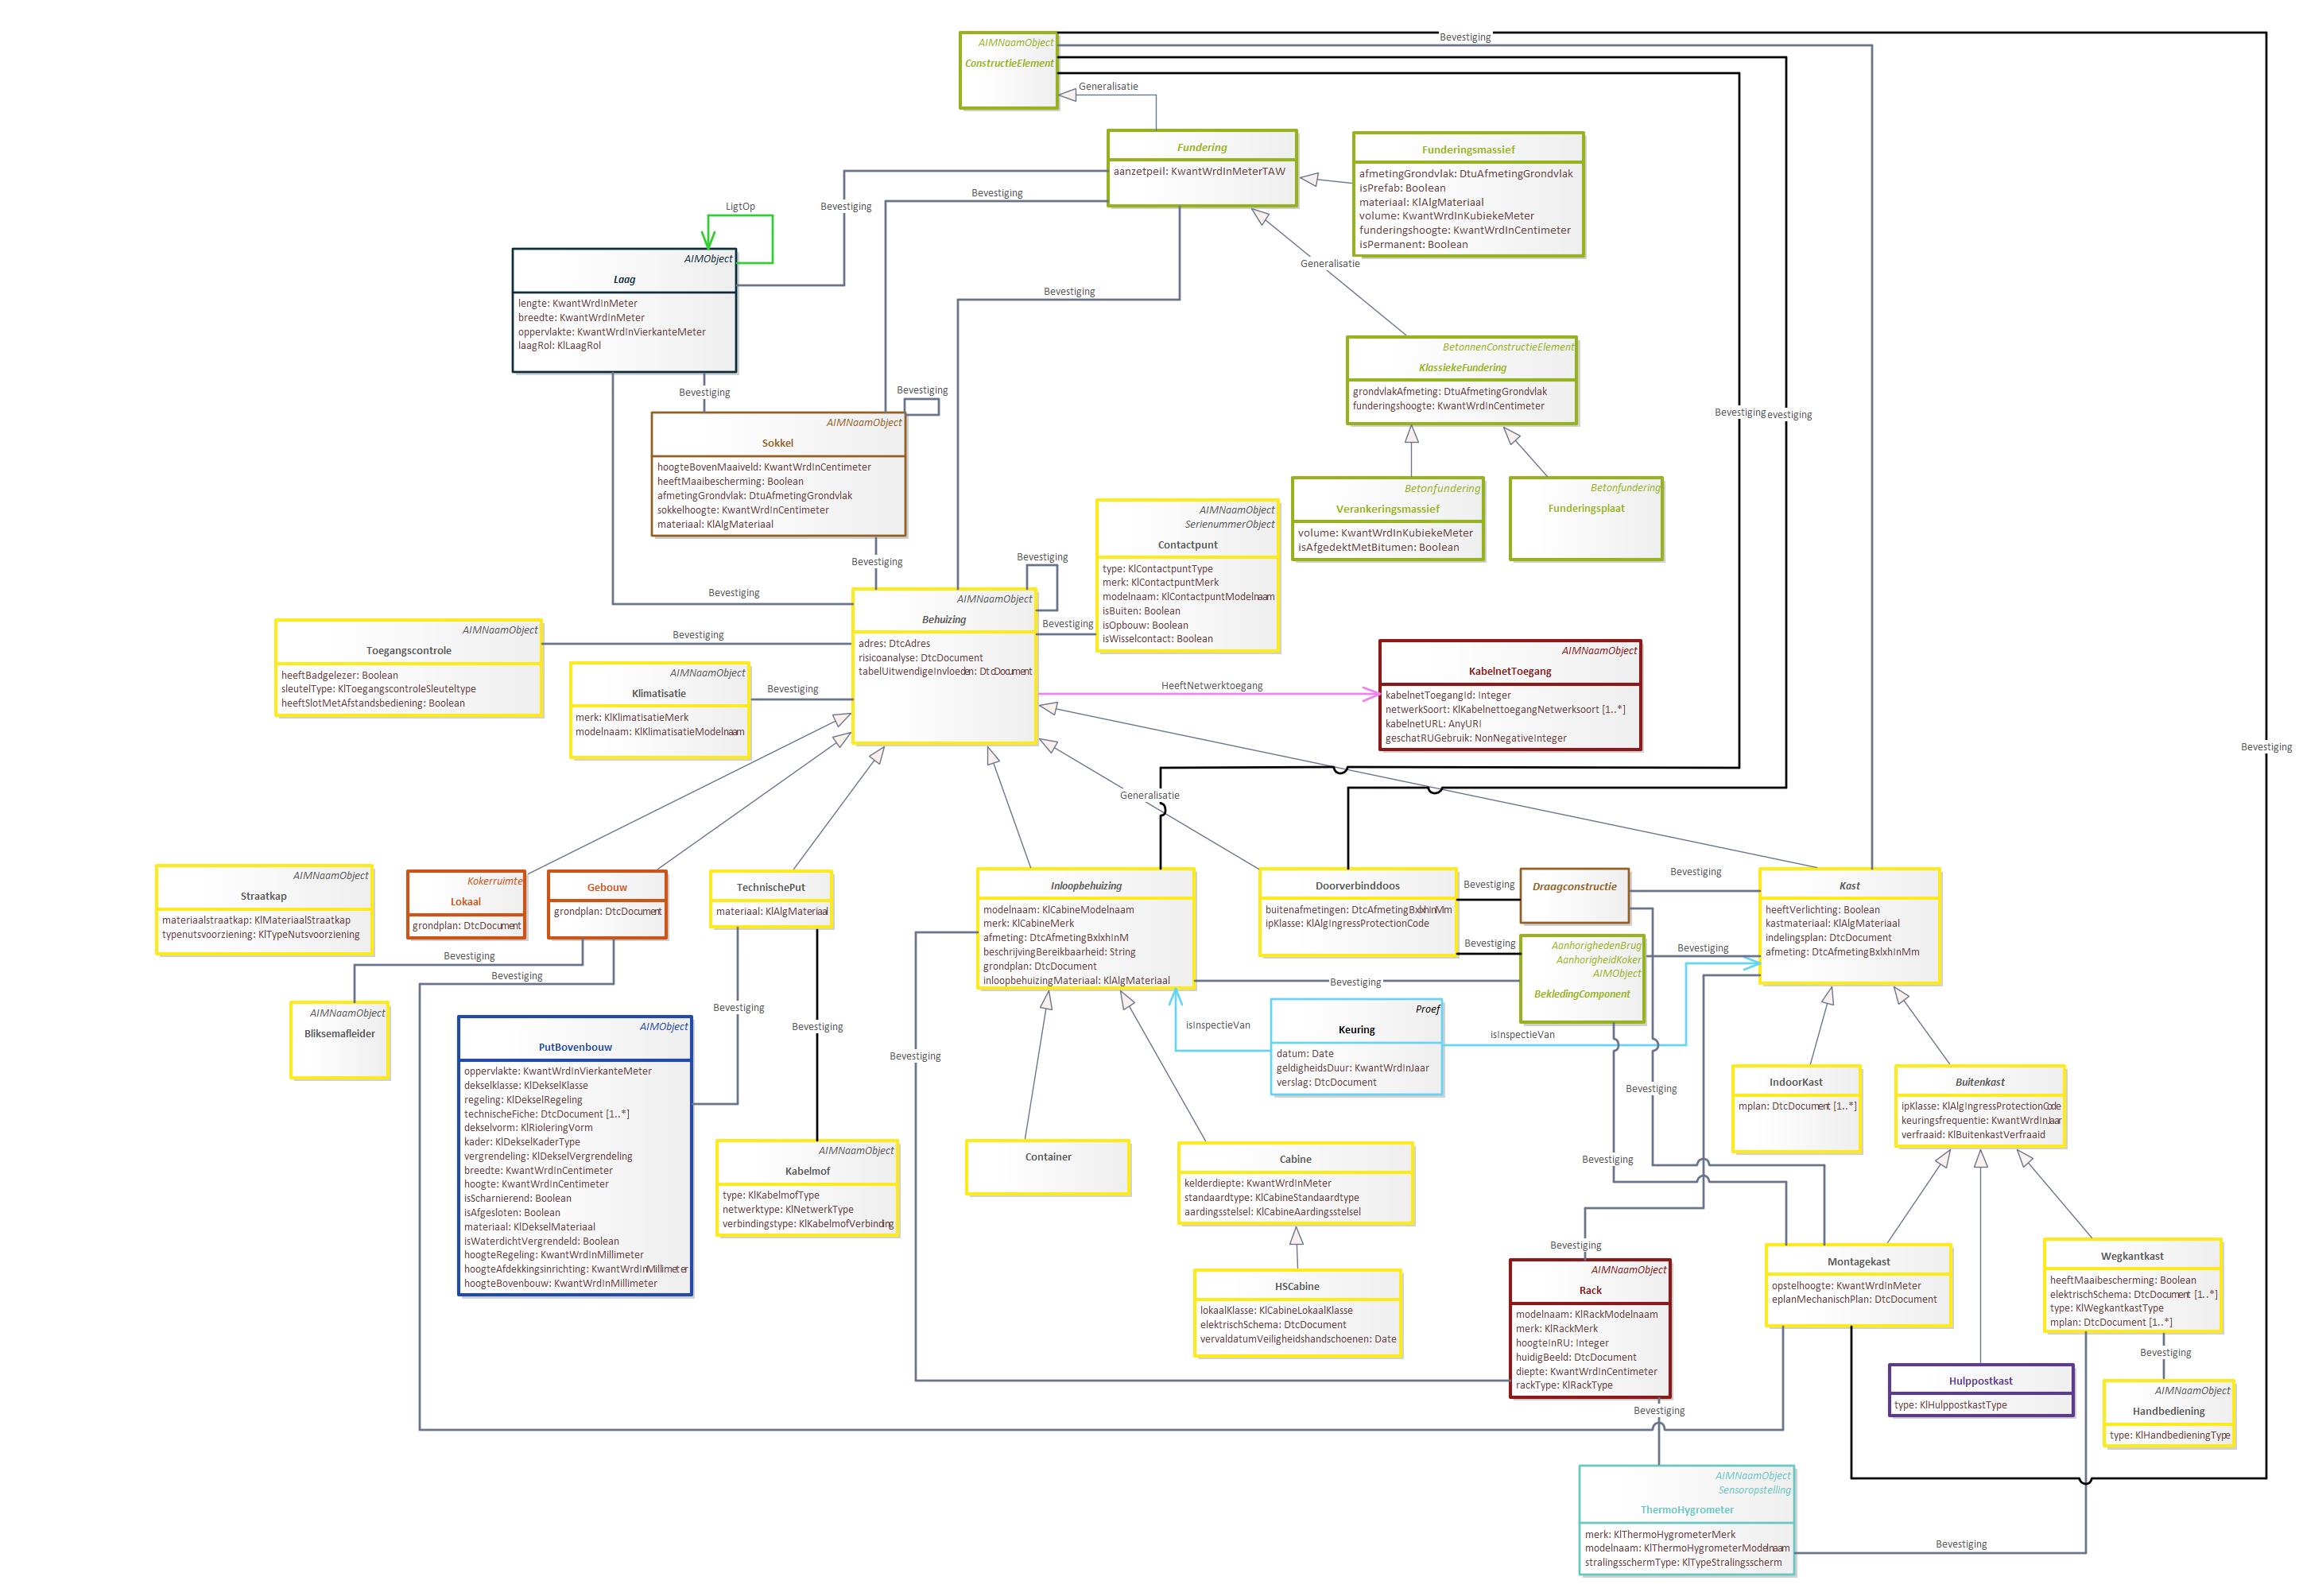 Bevestiging
AIMNaamObject
ConstructieElement
Generalisatie
Fundering
aanzetpeil: KwantWrdInMeterTAW
Funderingsmassief
afmetingGrondvlak: DtuAfmetingGrondvlak
isPrefab: Boolean
materiaal: KlAlgMateriaal
volume: KwantWrdInKubiekeMeter
funderingshoogte: KwantWrdInCentimeter
isPermanent: Boolean
Bevestiging
Bevestiging
LigtOp
Generalisatie
AIMObject
Laag
lengte: KwantWrdInMeter
breedte: KwantWrdInMeter
oppervlakte: KwantWrdInVierkanteMeter
laagRol: KlLaagRol
Bevestiging
BetonnenConstructieElement
KlassiekeFundering
grondvlakAfmeting: DtuAfmetingGrondvlak
funderingshoogte: KwantWrdInCentimeter
Bevestiging
Bevestiging
Bevestiging
evestiging
AIMNaamObject
Sokkel
hoogteBovenMaaiveld: KwantWrdInCentimeter
heeftMaaibescherming: Boolean
afmetingGrondvlak: DtuAfmetingGrondvlak
sokkelhoogte: KwantWrdInCentimeter
materiaal: KlAlgMateriaal
Betonfundering
Verankeringsmassief
volume: KwantWrdInKubiekeMeter
isAfgedektMetBitumen: Boolean
Betonfundering
Funderingsplaat
AIMNaamObject
SerienummerObject
Contactpunt
type: KlContactpuntType
merk: KlContactpuntMerk
modelnaam: KlContactpuntModelnaam
isBuiten: Boolean
isOpbouw: Boolean
isWisselcontact: Boolean
Bevestiging
Bevestiging
Bevestiging
Bevestiging
AIMNaamObject
Behuizing
adres: DtcAdres
risicoanalyse: DtcDocument
tabelUitwendigeInvloeden: DtcDocument
AIMNaamObject
Toegangscontrole
heeftBadgelezer: Boolean
sleutelType: KlToegangscontroleSleuteltype
heeftSlotMetAfstandsbediening: Boolean
Bevestiging
AIMNaamObject
Klimatisatie
merk: KlKlimatisatieMerk
modelnaam: KlKlimatisatieModelnaam
Bevestiging
HeeftNetwerktoegang
AIMNaamObject
KabelnetToegang
kabelnetToegangId: Integer
netwerkSoort: KlKabelnettoegangNetwerksoort [1..*]
kabelnetURL: AnyURI
geschatRUGebruik: NonNegativeInteger
Bevestiging
Generalisatie
AIMNaamObject
Straatkap
materiaalstraatkap: KlMateriaalStraatkap
typenutsvoorziening: KlTypeNutsvoorziening
Kokerruimte
Lokaal
grondplan: DtcDocument
Gebouw
grondplan: DtcDocument
TechnischePut
materiaal: KlAlgMateriaal
Inloopbehuizing
modelnaam: KlCabineModelnaam
merk: KlCabineMerk
afmeting: DtcAfmetingBxlxhInM
beschrijvingBereikbaarheid: String
grondplan: DtcDocument
inloopbehuizingMateriaal: KlAlgMateriaal
Doorverbinddoos
buitenafmetingen: DtcAfmetingBxlxhInMm
ipKlasse: KlAlgIngressProtectionCode
Bevestiging
Draagconstructie
Bevestiging
Kast
heeftVerlichting: Boolean
kastmateriaal: KlAlgMateriaal
indelingsplan: DtcDocument
afmeting: DtcAfmetingBxlxhInMm
Bevestiging
AanhorighedenBrug
AanhorigheidKoker
AIMObject
BekledingComponent
Bevestiging
Bevestiging
Bevestiging
Bevestiging
AIMNaamObject
Bliksemafleider
Bevestiging
Bevestiging
Bevestiging
isInspectieVan
Proef
Keuring
datum: Date
geldigheidsDuur: KwantWrdInJaar
verslag: DtcDocument
isInspectieVan
AIMObject
PutBovenbouw
oppervlakte: KwantWrdInVierkanteMeter
dekselklasse: KlDekselKlasse
regeling: KlDekselRegeling
technischeFiche: DtcDocument [1..*]
dekselvorm: KlRioleringVorm
kader: KlDekselKaderType
vergrendeling: KlDekselVergrendeling
breedte: KwantWrdInCentimeter
hoogte: KwantWrdInCentimeter
isScharnierend: Boolean
isAfgesloten: Boolean
materiaal: KlDekselMateriaal
isWaterdichtVergrendeld: Boolean
hoogteRegeling: KwantWrdInMillimeter
hoogteAfdekkingsinrichting: KwantWrdInMillimeter
hoogteBovenbouw: KwantWrdInMillimeter
IndoorKast
mplan: DtcDocument [1..*]
Buitenkast
ipKlasse: KlAlgIngressProtectionCode
keuringsfrequentie: KwantWrdInJaar
verfraaid: KlBuitenkastVerfraaid
Bevestiging
Bevestiging
AIMNaamObject
Kabelmof
type: KlKabelmofType
netwerktype: KlNetwerkType
verbindingstype: KlKabelmofVerbinding
Container
Cabine
kelderdiepte: KwantWrdInMeter
standaardtype: KlCabineStandaardtype
aardingsstelsel: KlCabineAardingsstelsel
HSCabine
lokaalKlasse: KlCabineLokaalKlasse
elektrischSchema: DtcDocument
vervaldatumVeiligheidshandschoenen: Date
Bevestiging
AIMNaamObject
Rack
modelnaam: KlRackModelnaam
merk: KlRackMerk
hoogteInRU: Integer
huidigBeeld: DtcDocument
diepte: KwantWrdInCentimeter
rackType: KlRackType
Montagekast
opstelhoogte: KwantWrdInMeter
eplanMechanischPlan: DtcDocument
Wegkantkast
heeftMaaibescherming: Boolean
elektrischSchema: DtcDocument [1..*]
type: KlWegkantkastType
mplan: DtcDocument [1..*]
Bevestiging
Hulppostkast
type: KlHulppostkastType
AIMNaamObject
Handbediening
type: KlHandbedieningType
Bevestiging
AIMNaamObject
Sensoropstelling
ThermoHygrometer
merk: KlThermoHygrometerMerk
modelnaam: KlThermoHygrometerModelnaam
stralingsschermType: KlTypeStralingsscherm
Bevestiging